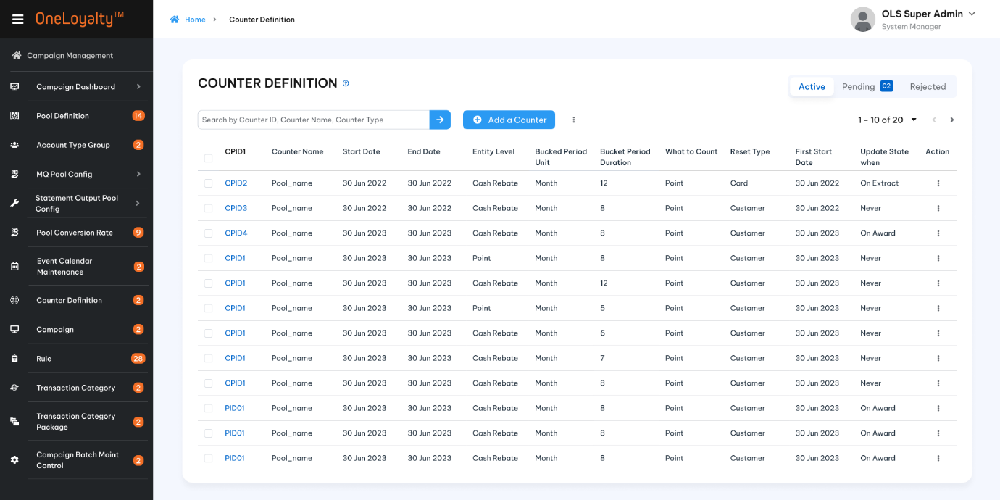 OneLoyalty™
Home
Counter Definition
OLS Super Admin
System Manager
Campaign Management
Campaign Dashboard
Pool Definition 14
Account Type Group 2
MQ Pool Config
Statement Output Pool
Config
Pool Conversion Rate 9
Event Calendar
Maintenance 2
Counter Definition 2
Campaign 2
Rule 28
Transaction Category 2
Transaction Category
Package 2
Campaign Batch Maint
Control 2
COUNTER DEFINITION
Active Pending 02 Rejected
Search by Counter ID, Counter Name, Counter Type
Add a Counter
1 - 10 of 20
CPID1 Counter Name Start Date End Date Entity Level Bucked Period Bucket Period What to Count Reset Type First Start Update State Action
Unit Duration Date when
CPID2 Pool_name 30 Jun 2022 30 Jun 2022 Cash Rebate Month 12 Point Card 30 Jun 2022 On Extract
CPID3 Pool_name 30 Jun 2022 30 Jun 2022 Cash Rebate Month 8 Point Customer 30 Jun 2022 Never
CPID4 Pool_name 30 Jun 2023 30 Jun 2023 Cash Rebate Month 8 Point Customer 30 Jun 2023 On Award
CPID1 Pool_name 30 Jun 2023 30 Jun 2023 Point Month 8 Point Customer 30 Jun 2023 Never
CPID1 Pool_name 30 Jun 2023 30 Jun 2023 Cash Rebate Month 12 Point Customer 30 Jun 2023 Never
CPID1 Pool_name 30 Jun 2023 30 Jun 2023 Point Month 5 Point Customer 30 Jun 2023 Never
CPID1 Pool_name 30 Jun 2023 30 Jun 2023 Cash Rebate Month 6 Point Customer 30 Jun 2023 Never
CPID1 Pool_name 30 Jun 2023 30 Jun 2023 Cash Rebate Month 7 Point Customer 30 Jun 2023 Never
CPID1 Pool_name 30 Jun 2023 30 Jun 2023 Cash Rebate Month 8 Point Customer 30 Jun 2023 Never
PID01 Pool_name 30 Jun 2023 30 Jun 2023 Cash Rebate Month 8 Point Customer 30 Jun 2023 On Award
PID01 Pool_name 30 Jun 2023 30 Jun 2023 Cash Rebate Month 8 Point Customer 30 Jun 2023 On Award
PID01 Pool_name 30 Jun 2023 30 Jun 2023 Cash Rebate Month 8 Point Customer 30 Jun 2023 On Award